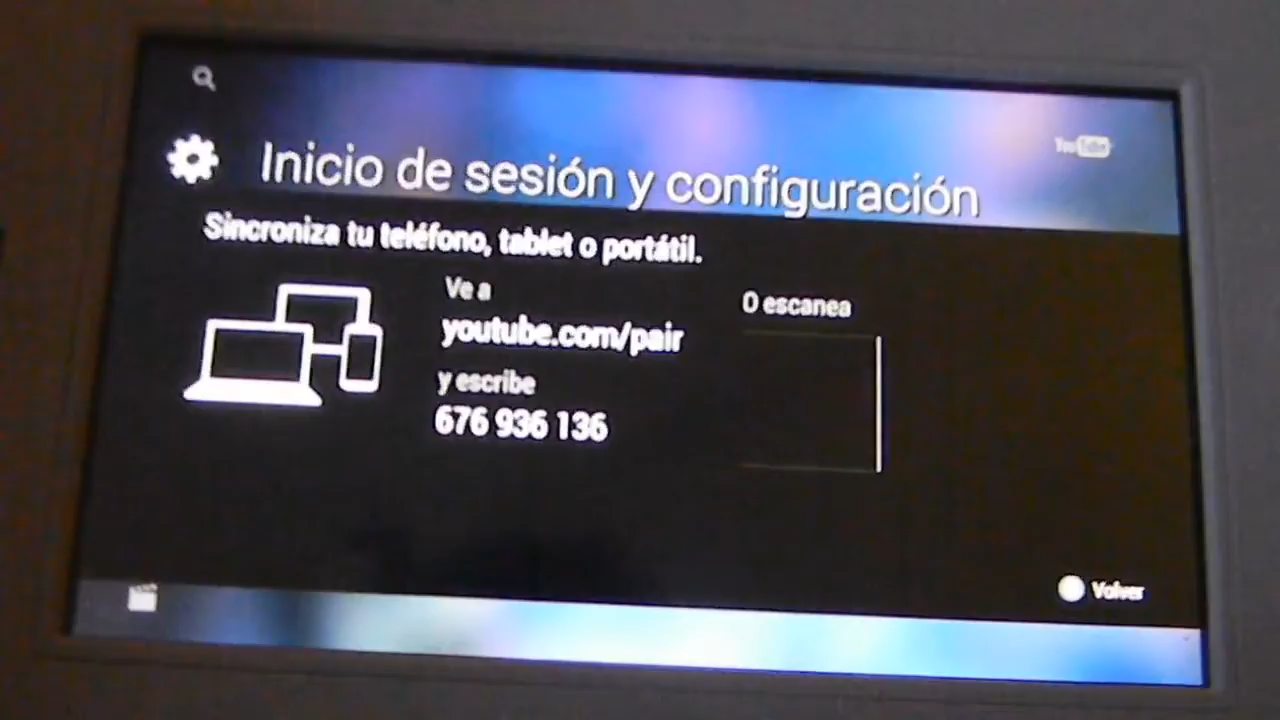 YouTube
Inicio de sesión y configuración
Sincroniza tu teléfono, tablet o portátil.
Ve a
youtube.com/pair
y escribe
676 936 136
O escanea
Volver